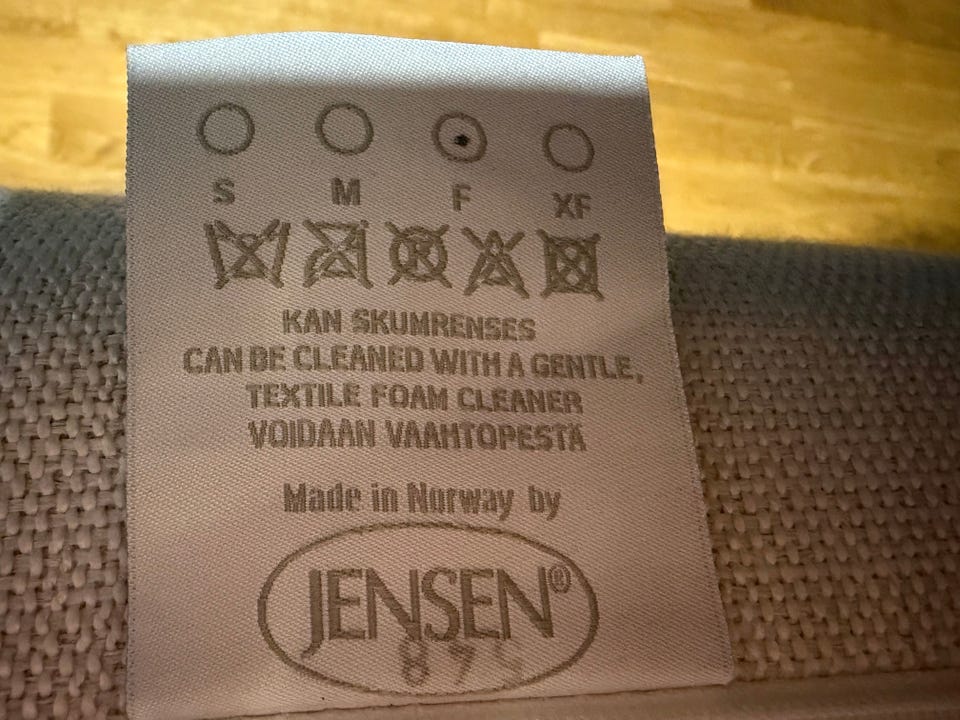 S M F XF
KAN SKUMRENSES
CAN BE CLEANED WITH A GENTLE,
TEXTILE FOAM CLEANER
VOIDAAN VAAHTOPESTÄ
Made in Norway by
JENSEN®